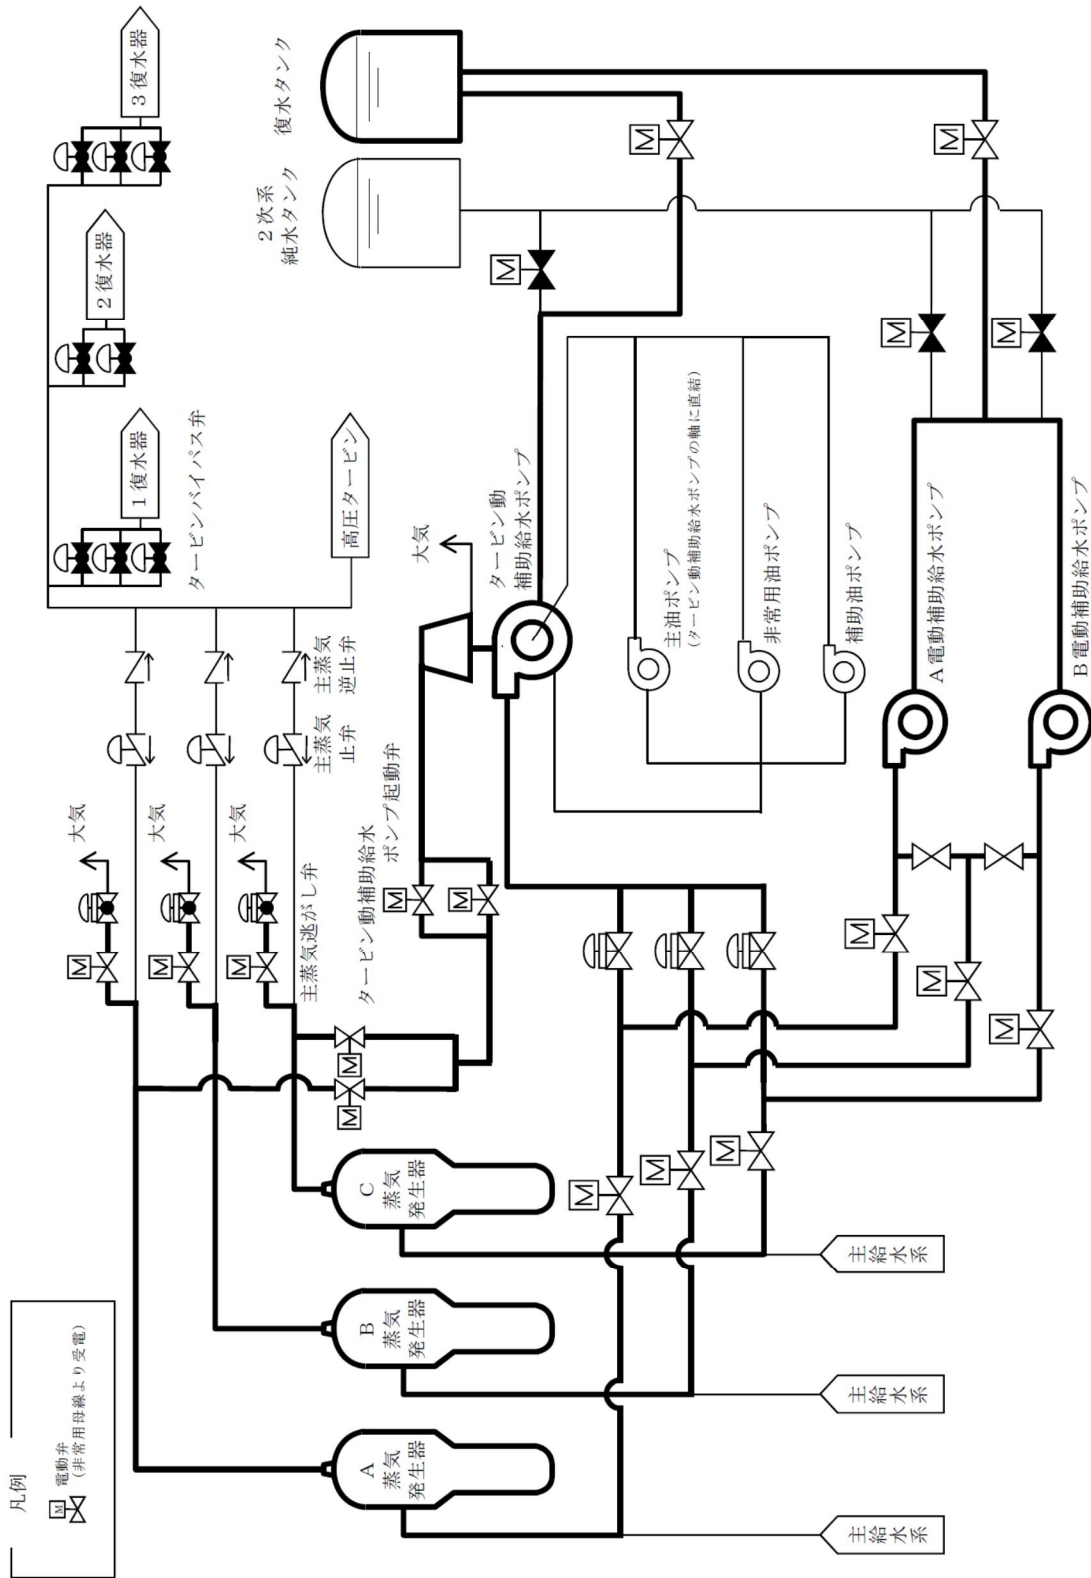 凡例
M
電動弁
(非常用母線より受電)
3復水器
2復水器
1復水器
タービンバイパス弁
高圧タービン
主蒸気
逆止弁
主蒸気
止弁
大気
大気
大気
M
M
M
主蒸気逃がし弁
タービン動補助給水
ポンプ起動弁
M
M
M
M
大気
タービン動
補助給水ポンプ
復水タンク
2次系
純水タンク
M
M
M
M
M
主油ポンプ
(タービン動補助給水ポンプの軸に直結)
非常用油ポンプ
補助油ポンプ
A電動補助給水ポンプ
B電動補助給水ポンプ
M
M
M
M
M
M
A
蒸気
発生器
B
蒸気
発生器
C
蒸気
発生器
主給水系
主給水系
主給水系